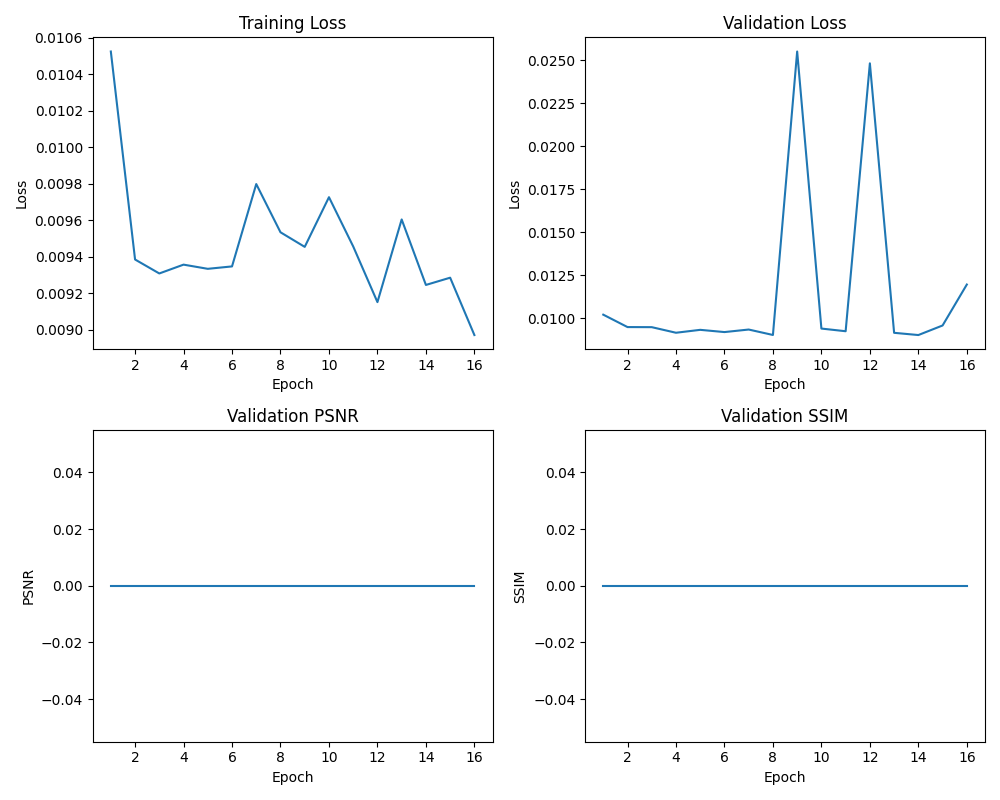 Training Loss
Loss
0.0106
0.0104
0.0102
0.0100
0.0098
0.0096
0.0094
0.0092
0.0090
2 4 6 8 10 12 14 16
Epoch
Validation Loss
Loss
0.0250
0.0225
0.0200
0.0175
0.0150
0.0125
0.0100
2 4 6 8 10 12 14 16
Epoch
Validation PSNR
PSNR
0.04
0.02
0.00
−0.02
−0.04
2 4 6 8 10 12 14 16
Epoch
Validation SSIM
SSIM
0.04
0.02
0.00
−0.02
−0.04
2 4 6 8 10 12 14 16
Epoch